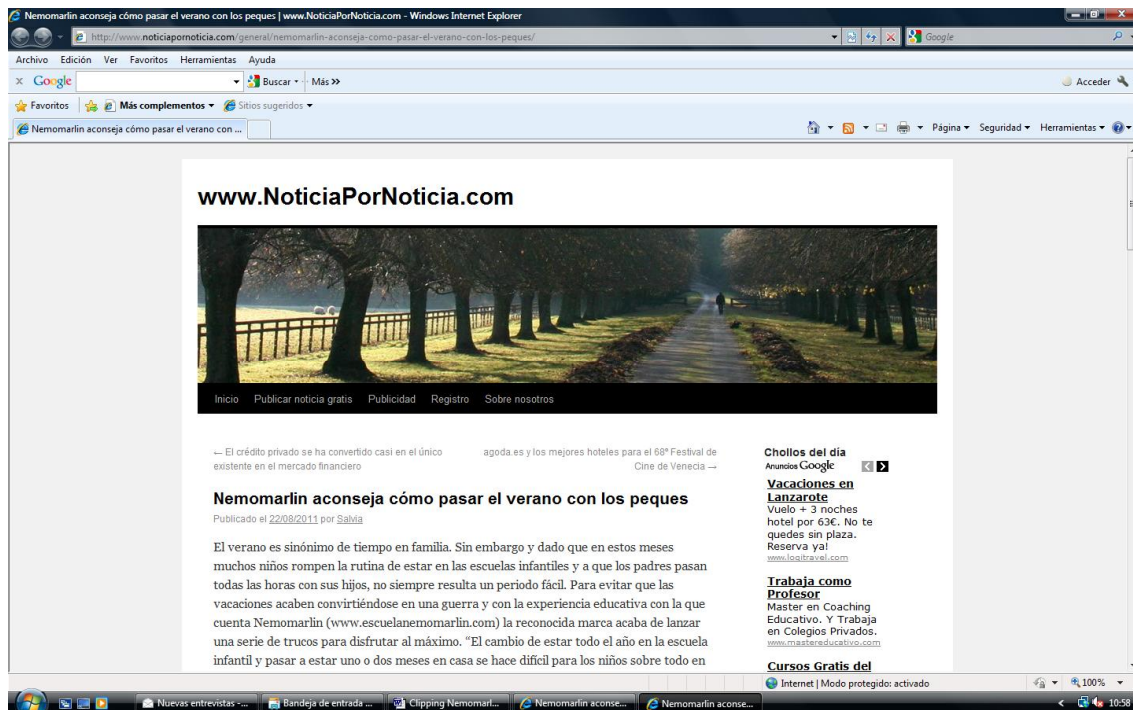 Nemomarlin aconseja cómo pasar el verano con los peques | www.NoticiaPorNoticia.com - Windows Internet Explorer
http://www.noticiapornoticia.com/general/nemomarlin-aconseja-como-pasar-el-verano-con-los-peques/
Google
Archivo Edición Ver Favoritos Herramientas Ayuda
x Google Buscar Más >> Acceder
Favoritos Más complementos Sitios sugeridos
Nemomarlin aconseja cómo pasar el verano con ... Página Seguridad Herramientas
www.NoticiaPorNoticia.com
Inicio Publicar noticia gratis Publicidad Registro Sobre nosotros
← El crédito privado se ha convertido casi en el único
existente en el mercado financiero
agoda.es y los mejores hoteles para el 68º Festival de
Cine de Venecia →
Nemomarlin aconseja cómo pasar el verano con los peques
Publicado el 22/08/2011 por Salvia
El verano es sinónimo de tiempo en familia. Sin embargo y dado que en estos meses
muchos niños rompen la rutina de estar en las escuelas infantiles y a que los padres pasan
todas las horas con sus hijos, no siempre resulta un periodo fácil. Para evitar que las
vacaciones acaben convirtiéndose en una guerra y con la experiencia educativa con la que
cuenta Nemomarlin (www.escuelanemomarlin.com) la reconocida marca acaba de lanzar
una serie de trucos para disfrutar al máximo. “El cambio de estar todo el año en la escuela
infantil y pasar a estar uno o dos meses en casa se hace difícil para los niños sobre todo en
Chollos del día
Anuncios Google
Vacaciones en
Lanzarote
Vuelo + 3 noches
hotel por 63€. No te
quedes sin plaza.
Reserva ya!
www.logitravel.com
Trabaja como
Profesor
Master en Coaching
Educativo. Y Trabaja
en Colegios Privados.
www.mastereducativo.com
Cursos Gratis del
Internet | Modo protegido: activado 100%
Nuevas entrevistas -... Bandeja de entrada ... Clipping Nemomarl... Nemomarlin aconse... Nemomarlin aconse... 10:58